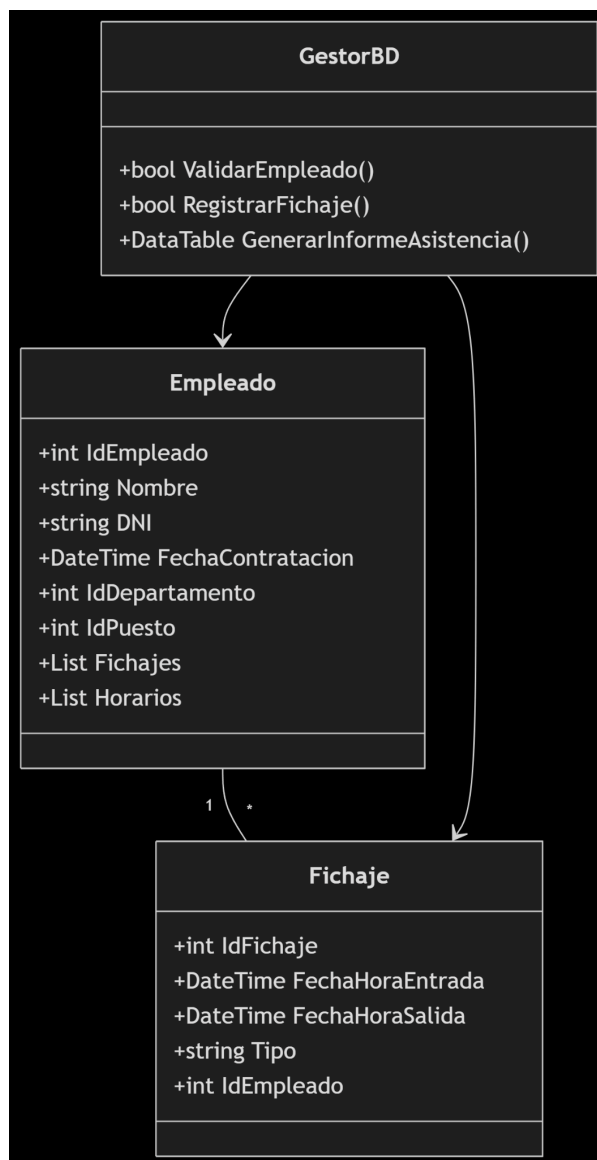 GestorBD
+bool ValidarEmpleado()
+bool RegistrarFichaje()
+DataTable GenerarInformeAsistencia()
Empleado
+int IdEmpleado
+string Nombre
+string DNI
+DateTime FechaContratacion
+int IdDepartamento
+int IdPuesto
+List Fichajes
+List Horarios
1 *
Fichaje
+int IdFichaje
+DateTime FechaHoraEntrada
+DateTime FechaHoraSalida
+string Tipo
+int IdEmpleado